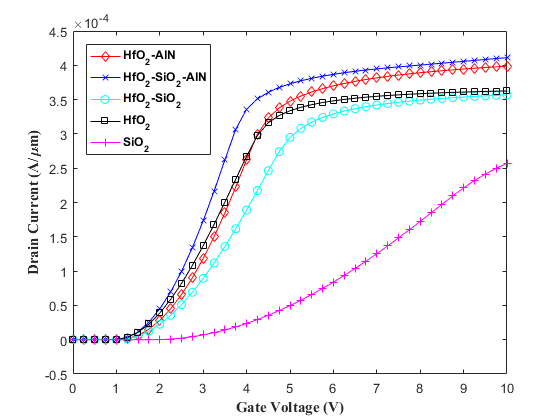 ×10⁻⁴
4.5
4
3.5
3
2.5
2
1.5
1
0.5
0
-0.5
Drain Current (A/μm)
HfO₂-AlN
HfO₂-SiO₂-AlN
HfO₂-SiO₂
HfO₂
SiO₂
0 1 2 3 4 5 6 7 8 9 10
Gate Voltage (V)